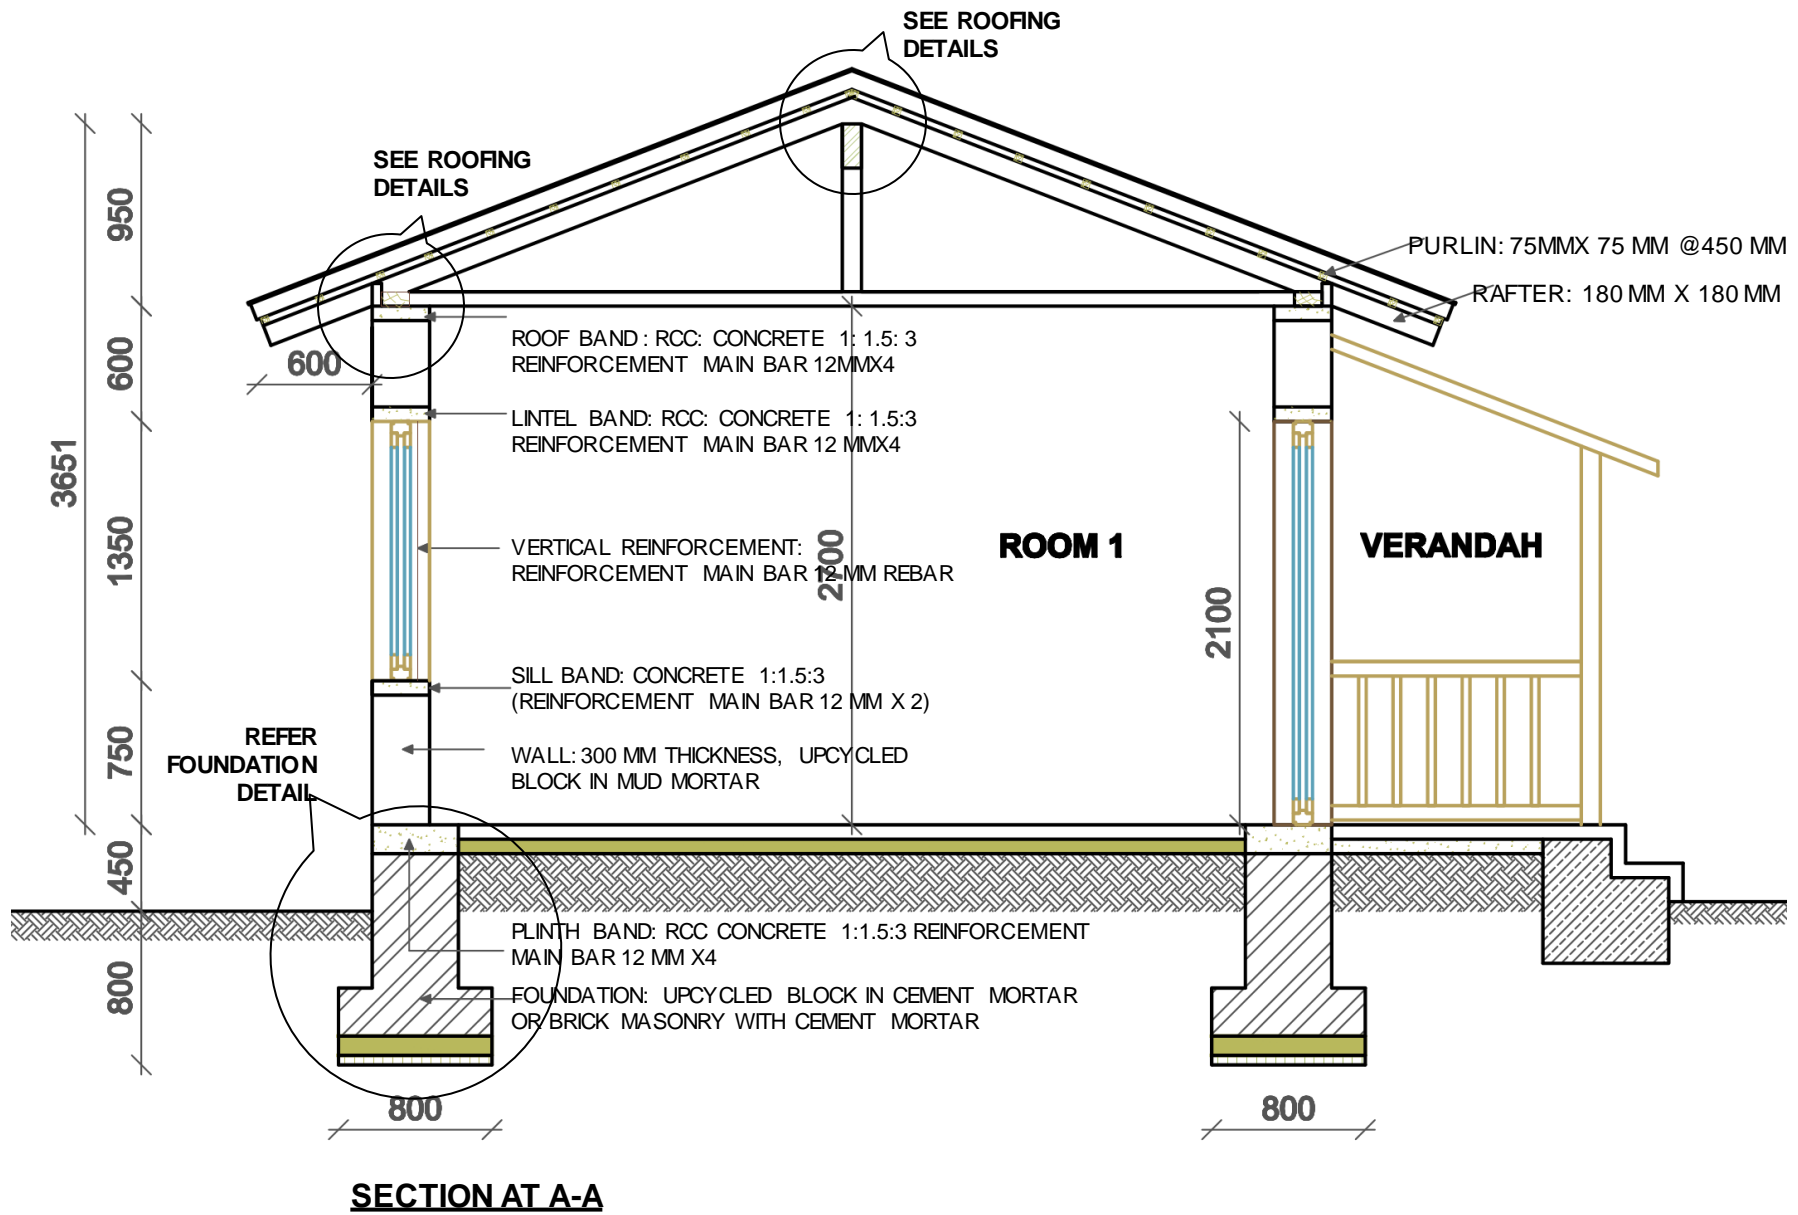 SEE ROOFING
DETAILS
SEE ROOFING
DETAILS
PURLIN: 75MMX 75 MM @450 MM
RAFTER: 180 MM X 180 MM
950
600
600
3651
1350
750
450
800
ROOF BAND : RCC: CONCRETE 1: 1.5: 3
REINFORCEMENT MAIN BAR 12MMX4
LINTEL BAND: RCC: CONCRETE 1: 1.5:3
REINFORCEMENT MAIN BAR 12 MMX4
VERTICAL REINFORCEMENT:
REINFORCEMENT MAIN BAR 12 MM REBAR
2700
ROOM 1
VERANDAH
2100
SILL BAND: CONCRETE 1:1.5:3
(REINFORCEMENT MAIN BAR 12 MM X 2)
WALL: 300 MM THICKNESS, UPCYCLED
BLOCK IN MUD MORTAR
REFER
FOUNDATION
DETAIL
PLINTH BAND: RCC CONCRETE 1:1.5:3 REINFORCEMENT
MAIN BAR 12 MM X4
FOUNDATION: UPCYCLED BLOCK IN CEMENT MORTAR
OR BRICK MASONRY WITH CEMENT MORTAR
800
800
SECTION AT A-A